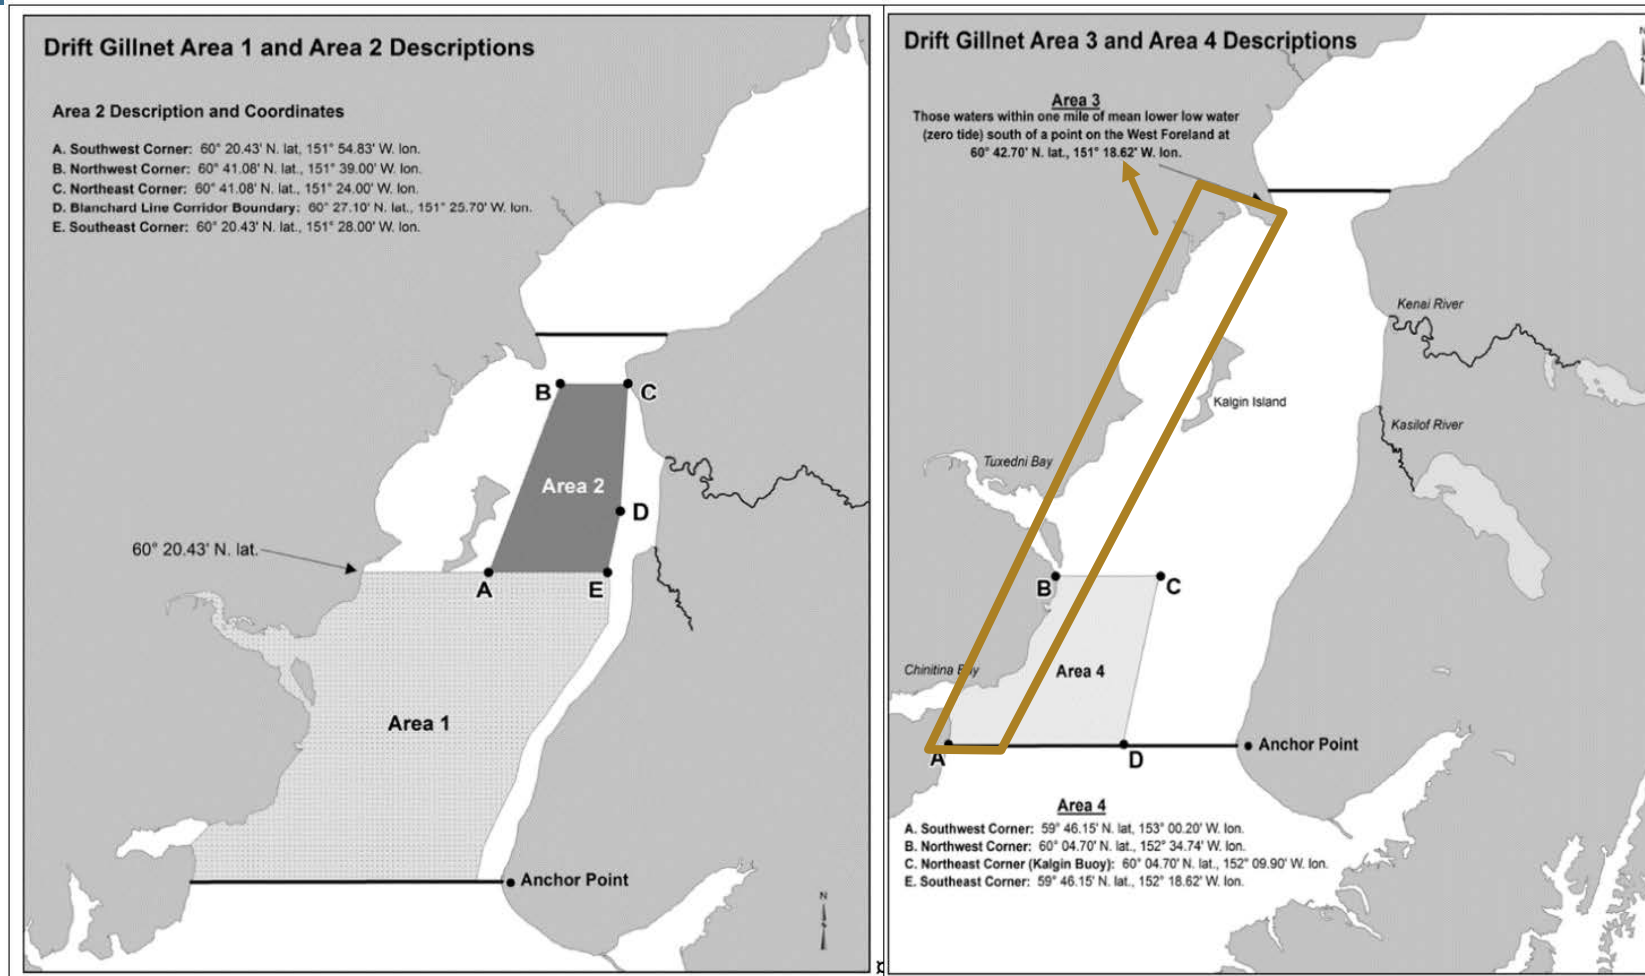 Drift Gillnet Area 1 and Area 2 Descriptions
Area 2 Description and Coordinates
A. Southwest Corner: 60° 20.43' N. lat, 151° 54.83' W. lon.
B. Northwest Corner: 60° 41.08' N. lat., 151° 39.00' W. lon.
C. Northeast Corner: 60° 41.08' N. lat., 151° 24.00' W. lon.
D. Blanchard Line Corridor Boundary: 60° 27.10' N. lat., 151° 25.70' W. lon.
E. Southeast Corner: 60° 20.43' N. lat., 151° 28.00' W. lon.
B
C
Area 2
D
60° 20.43' N. lat.
A
E
Area 1
Anchor Point
N
Drift Gillnet Area 3 and Area 4 Descriptions
N
Area 3
Those waters within one mile of mean lower low water
(zero tide) south of a point on the West Foreland at
60° 42.70' N. lat., 151° 18.62' W. lon.
Kenai River
Kalgin Island
Kasilof River
Tuxedni Bay
B
C
Chinitina
Area 4
A
D
Anchor Point
Area 4
A. Southwest Corner: 59° 46.15' N. lat, 153° 00.20' W. lon.
B. Northwest Corner: 60° 04.70' N. lat., 152° 34.74' W. lon.
C. Northeast Corner (Kalgin Buoy): 60° 04.70' N. lat., 152° 09.90' W. lon.
E. Southeast Corner: 59° 46.15' N. lat., 152° 18.62' W. lon.